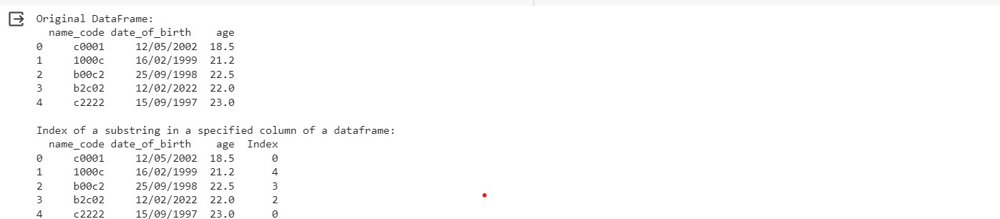 Original DataFrame:
name_code date_of_birth age
0 c0001 12/05/2002 18.5
1 1000c 16/02/1999 21.2
2 b00c2 25/09/1998 22.5
3 b2c02 12/02/2022 22.0
4 c2222 15/09/1997 23.0
Index of a substring in a specified column of a dataframe:
name_code date_of_birth age Index
0 c0001 12/05/2002 18.5 0
1 1000c 16/02/1999 21.2 4
2 b00c2 25/09/1998 22.5 3
3 b2c02 12/02/2022 22.0 2
4 c2222 15/09/1997 23.0 0